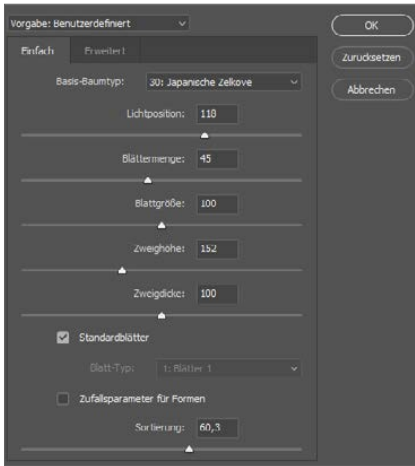 Vorgabe: Benutzerdefiniert
OK
Einfach
Erweitert
Zurücksetzen
Basis-Baumtyp: 30: Japanische Zelkove
Abbrechen
Lichtposition: 118
Blättermenge: 45
Blattgröße: 100
Zweighöhe: 152
Zweigdicke: 100
Standardblätter
Blatt-Typ: 1: Blätter 1
Zufallsparameter für Formen
Sortierung: 60,3